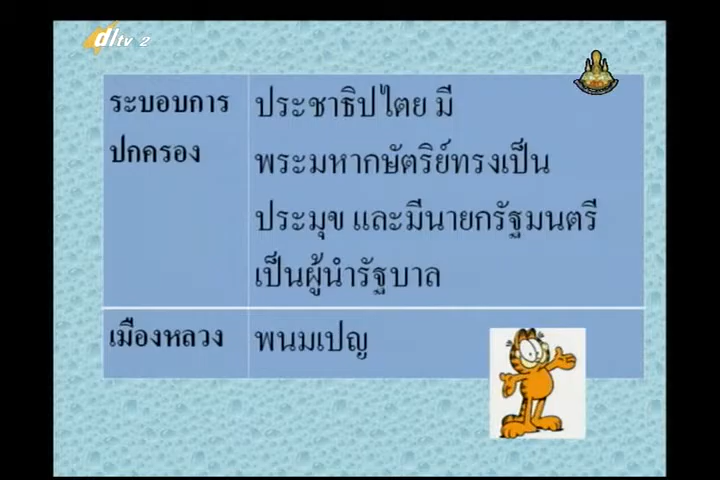 dltv 2
ระบอบการ
ปกครอง
ประชาธิปไตย มี
พระมหากษัตริย์ทรงเป็น
ประมุข และมีนายกรัฐมนตรี
เป็นผู้นำรัฐบาล
เมืองหลวง
พนมเปญ